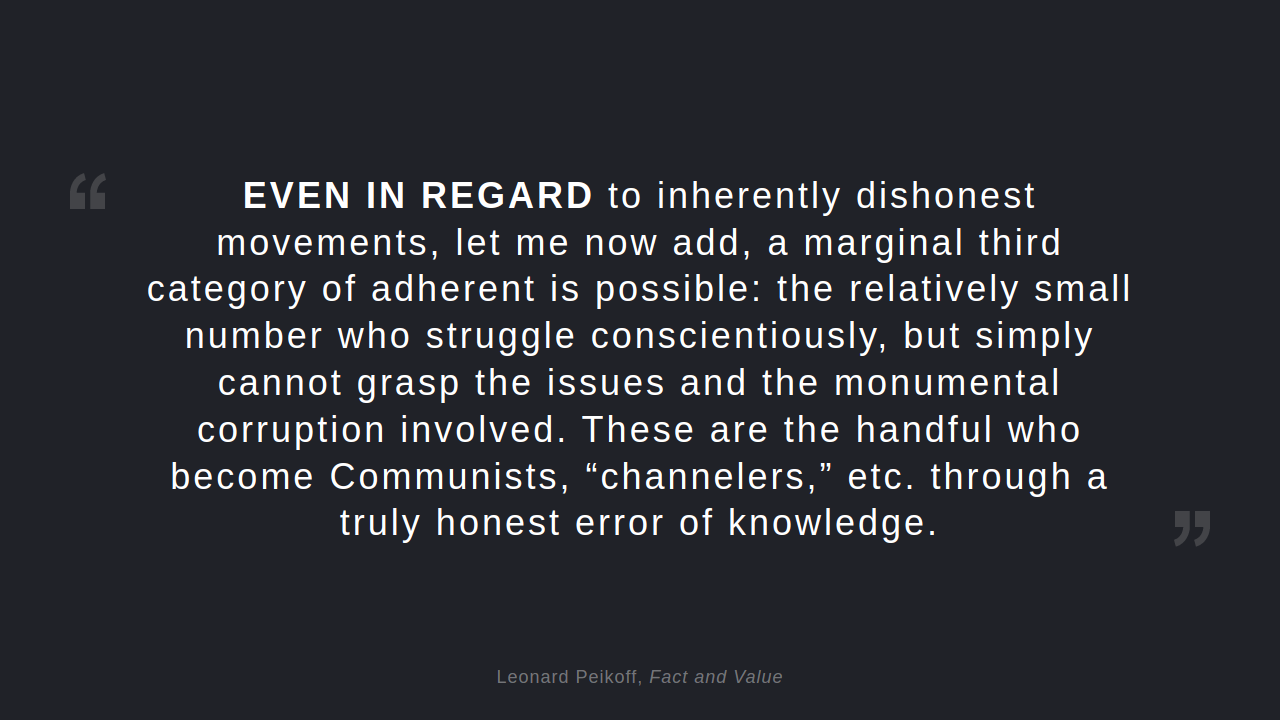 “
EVEN IN REGARD to inherently dishonest
movements, let me now add, a marginal third
category of adherent is possible: the relatively small
number who struggle conscientiously, but simply
cannot grasp the issues and the monumental
corruption involved. These are the handful who
become Communists, “channelers,” etc. through a
truly honest error of knowledge.
”
Leonard Peikoff, Fact and Value